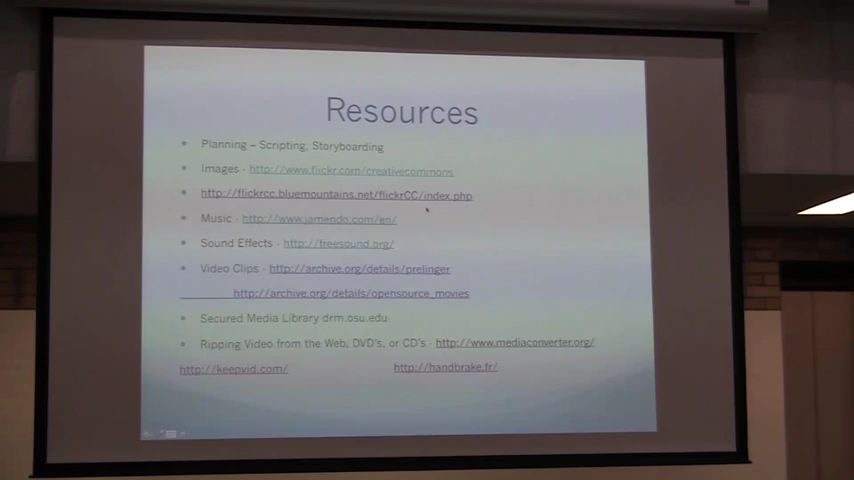 Resources
• Planning – Scripting, Storyboarding
• Images - http://www.flickr.com/creativecommons
• http://flickrcc.bluemountains.net/flickrCC/index.php
• Music - http://www.jamendo.com/en/
• Sound Effects - http://freesound.org/
• Video Clips - http://archive.org/details/prelinger
http://archive.org/details/opensource_movies
• Secured Media Library drm.osu.edu
• Ripping Video from the Web, DVD's, or CD's - http://www.mediaconverter.org/
http://keepvid.com/ http://handbrake.fr/